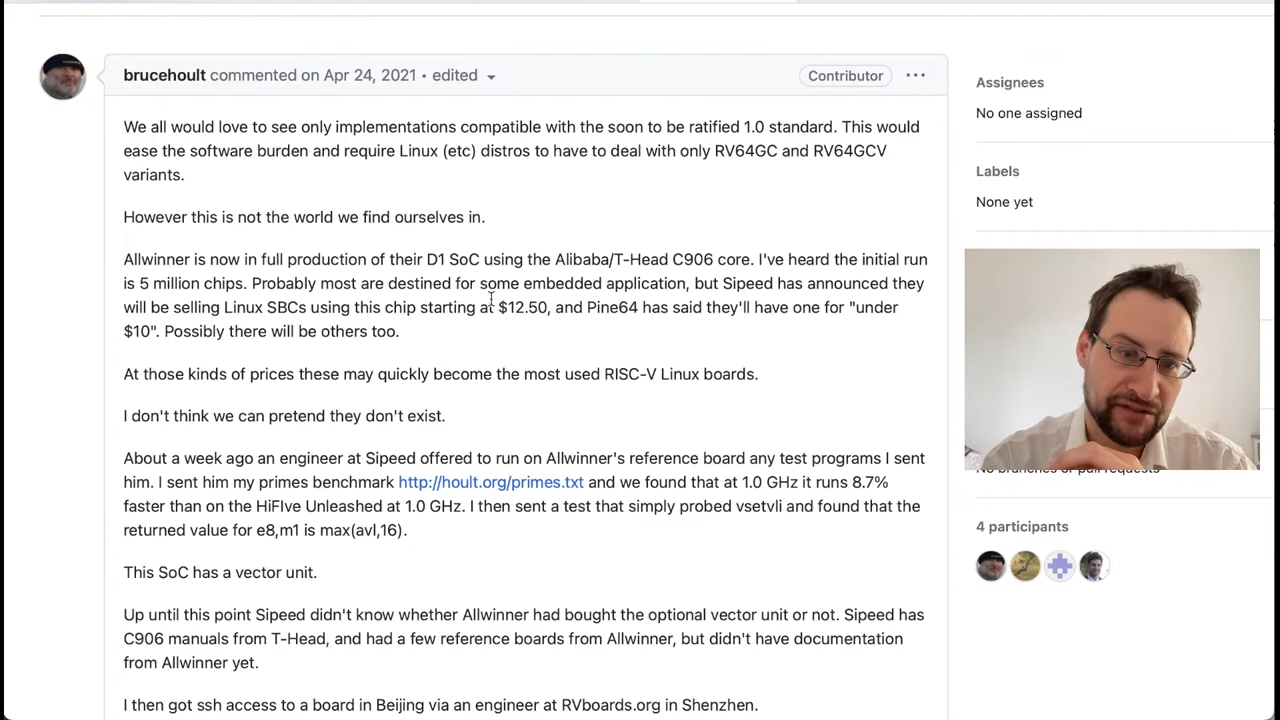 brucehoult commented on Apr 24, 2021 • edited
Contributor
We all would love to see only implementations compatible with the soon to be ratified 1.0 standard. This would
ease the software burden and require Linux (etc) distros to have to deal with only RV64GC and RV64GCV
variants.
However this is not the world we find ourselves in.
Allwinner is now in full production of their D1 SoC using the Alibaba/T-Head C906 core. I've heard the initial run
is 5 million chips. Probably most are destined for some embedded application, but Sipeed has announced they
will be selling Linux SBCs using this chip starting at $12.50, and Pine64 has said they'll have one for "under
$10". Possibly there will be others too.
At those kinds of prices these may quickly become the most used RISC-V Linux boards.
I don't think we can pretend they don't exist.
About a week ago an engineer at Sipeed offered to run on Allwinner's reference board any test programs I sent
him. I sent him my primes benchmark http://hoult.org/primes.txt and we found that at 1.0 GHz it runs 8.7%
faster than on the HiFIve Unleashed at 1.0 GHz. I then sent a test that simply probed vsetvli and found that the
returned value for e8,m1 is max(avl,16).
This SoC has a vector unit.
Up until this point Sipeed didn't know whether Allwinner had bought the optional vector unit or not. Sipeed has
C906 manuals from T-Head, and had a few reference boards from Allwinner, but didn't have documentation
from Allwinner yet.
I then got ssh access to a board in Beijing via an engineer at RVboards.org in Shenzhen.
Assignees
No one assigned
Labels
None yet
No branches or pull requests
4 participants